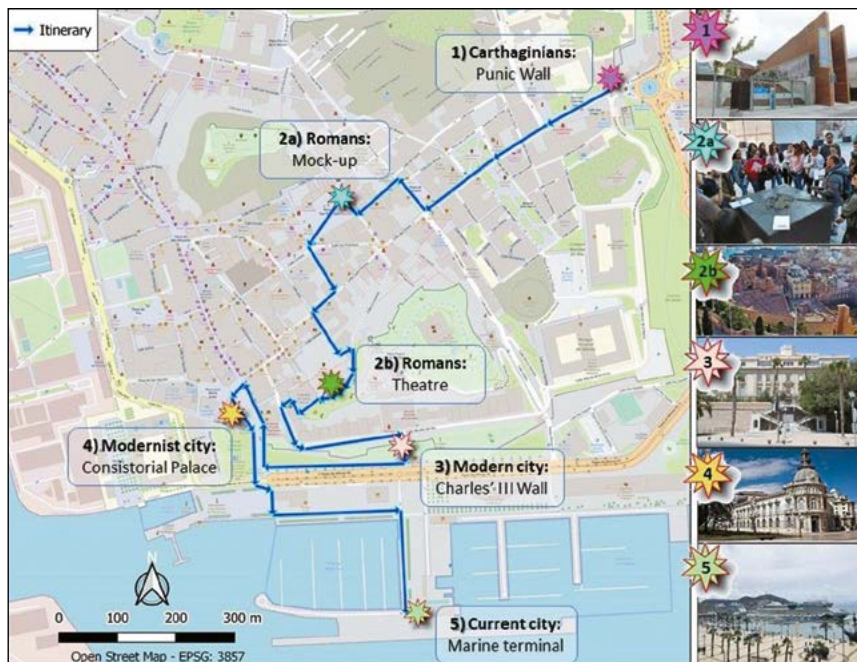 Itinerary
1) Carthaginians:
Punic Wall
2a) Romans:
Mock-up
2b) Romans:
Theatre
4) Modernist city:
Consistorial Palace
3) Modern city:
Charles' III Wall
5) Current city:
Marine terminal
N
0 100 200 300 m
Open Street Map - EPSG: 3857
1
2a
2b
3
4
5